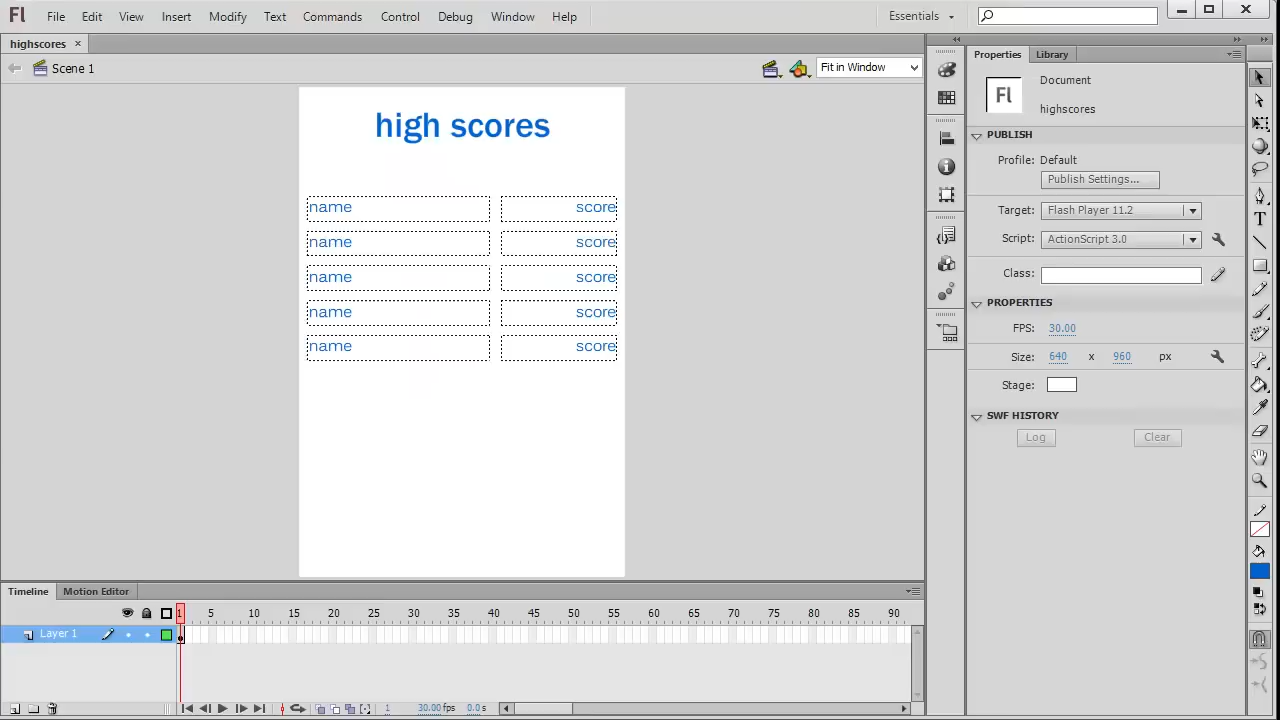 Fl File Edit View Insert Modify Text Commands Control Debug Window Help Essentials
highscores
Scene 1 Fit in Window
high scores
name score
name score
name score
name score
name score
Properties Library
Fl Document
highscores
PUBLISH
Profile: Default
Publish Settings...
Target: Flash Player 11.2
Script: ActionScript 3.0
Class:
PROPERTIES
FPS: 30.00
Size: 640 x 960 px
Stage:
SWF HISTORY
Log Clear
Timeline Motion Editor
1 5 10 15 20 25 30 35 40 45 50 55 60 65 70 75 80 85 90
Layer 1
1 30.00 fps 0.0 s